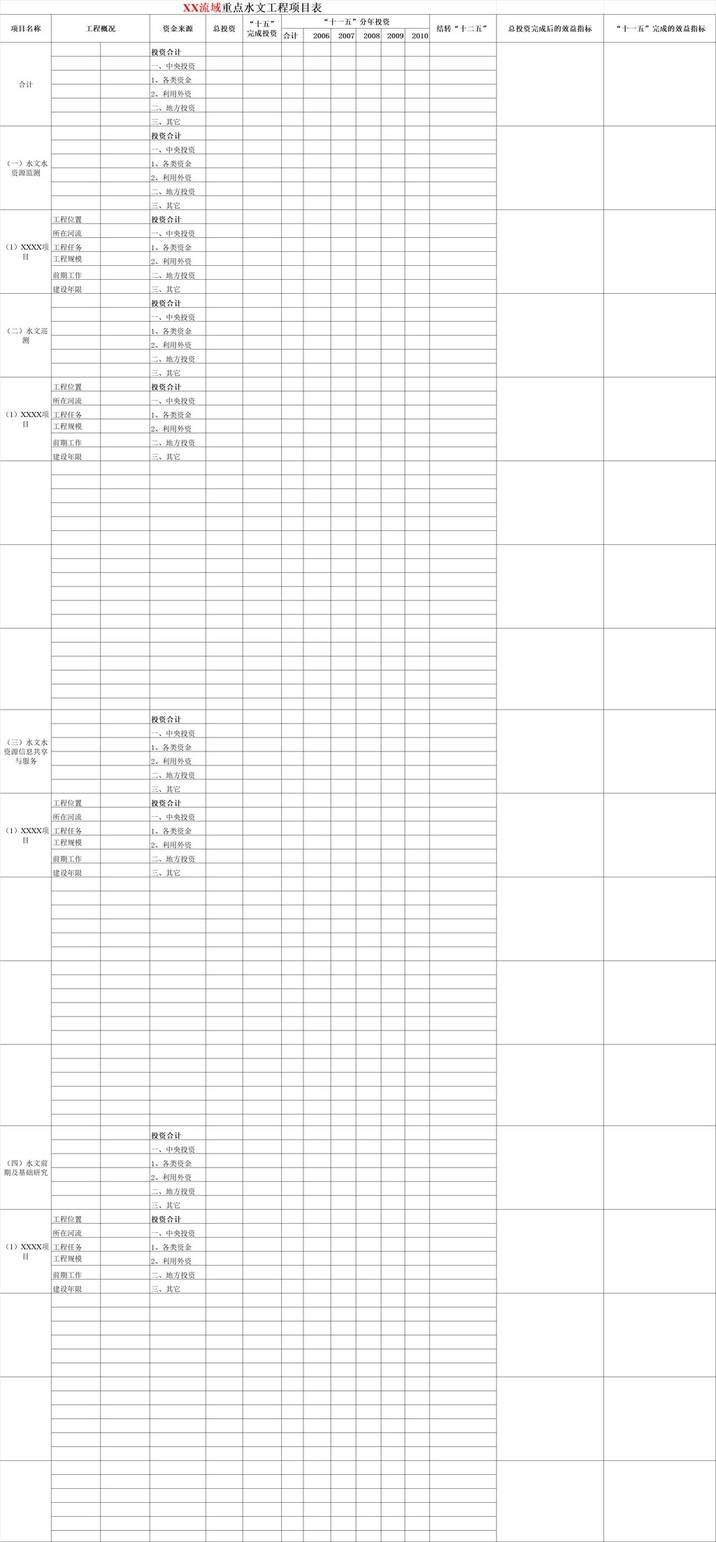 XX流域重点水文工程项目表
项目名称 工程概况 资金来源 总投资 “十五”完成投资 “十一五”分年投资 结转“十二五” 总投资完成后的效益指标 “十一五”完成的效益指标
合计 2006 2007 2008 2009 2010
合计
投资合计
一、中央投资
1、各类资金
2、利用外资
二、地方投资
三、其它
（一）水文水资源监测
投资合计
一、中央投资
1、各类资金
2、利用外资
二、地方投资
三、其它
（1）XXXX项目
工程位置 投资合计
所在河流 一、中央投资
工程任务 1、各类资金
工程规模 2、利用外资
前期工作 二、地方投资
建设年限 三、其它
（二）水文巡测
投资合计
一、中央投资
1、各类资金
2、利用外资
二、地方投资
三、其它
（1）XXXX项目
工程位置 投资合计
所在河流 一、中央投资
工程任务 1、各类资金
工程规模 2、利用外资
前期工作 二、地方投资
建设年限 三、其它
（三）水文水资源信息共享与服务
投资合计
一、中央投资
1、各类资金
2、利用外资
二、地方投资
三、其它
（1）XXXX项目
工程位置 投资合计
所在河流 一、中央投资
工程任务 1、各类资金
工程规模 2、利用外资
前期工作 二、地方投资
建设年限 三、其它
（四）水文前期及基础研究
投资合计
一、中央投资
1、各类资金
2、利用外资
二、地方投资
三、其它
（1）XXXX项目
工程位置 投资合计
所在河流 一、中央投资
工程任务 1、各类资金
工程规模 2、利用外资
前期工作 二、地方投资
建设年限 三、其它